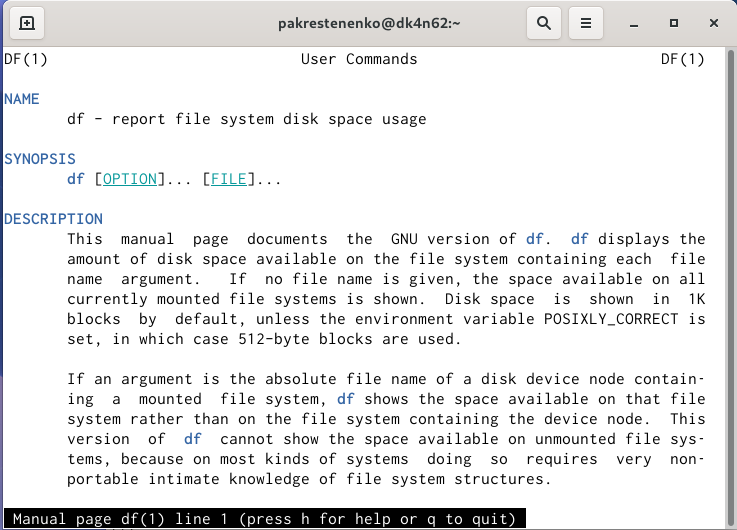 pakrestenenko@dk4n62:~
DF(1) User Commands DF(1)
NAME
df - report file system disk space usage
SYNOPSIS
df [OPTION]... [FILE]...
DESCRIPTION
This manual page documents the GNU version of df. df displays the
amount of disk space available on the file system containing each file
name argument. If no file name is given, the space available on all
currently mounted file systems is shown. Disk space is shown in 1K
blocks by default, unless the environment variable POSIXLY_CORRECT is
set, in which case 512-byte blocks are used.
If an argument is the absolute file name of a disk device node contain-
ing a mounted file system, df shows the space available on that file
system rather than on the file system containing the device node. This
version of df cannot show the space available on unmounted file sys-
tems, because on most kinds of systems doing so requires very non-
portable intimate knowledge of file system structures.
Manual page df(1) line 1 (press h for help or q to quit)